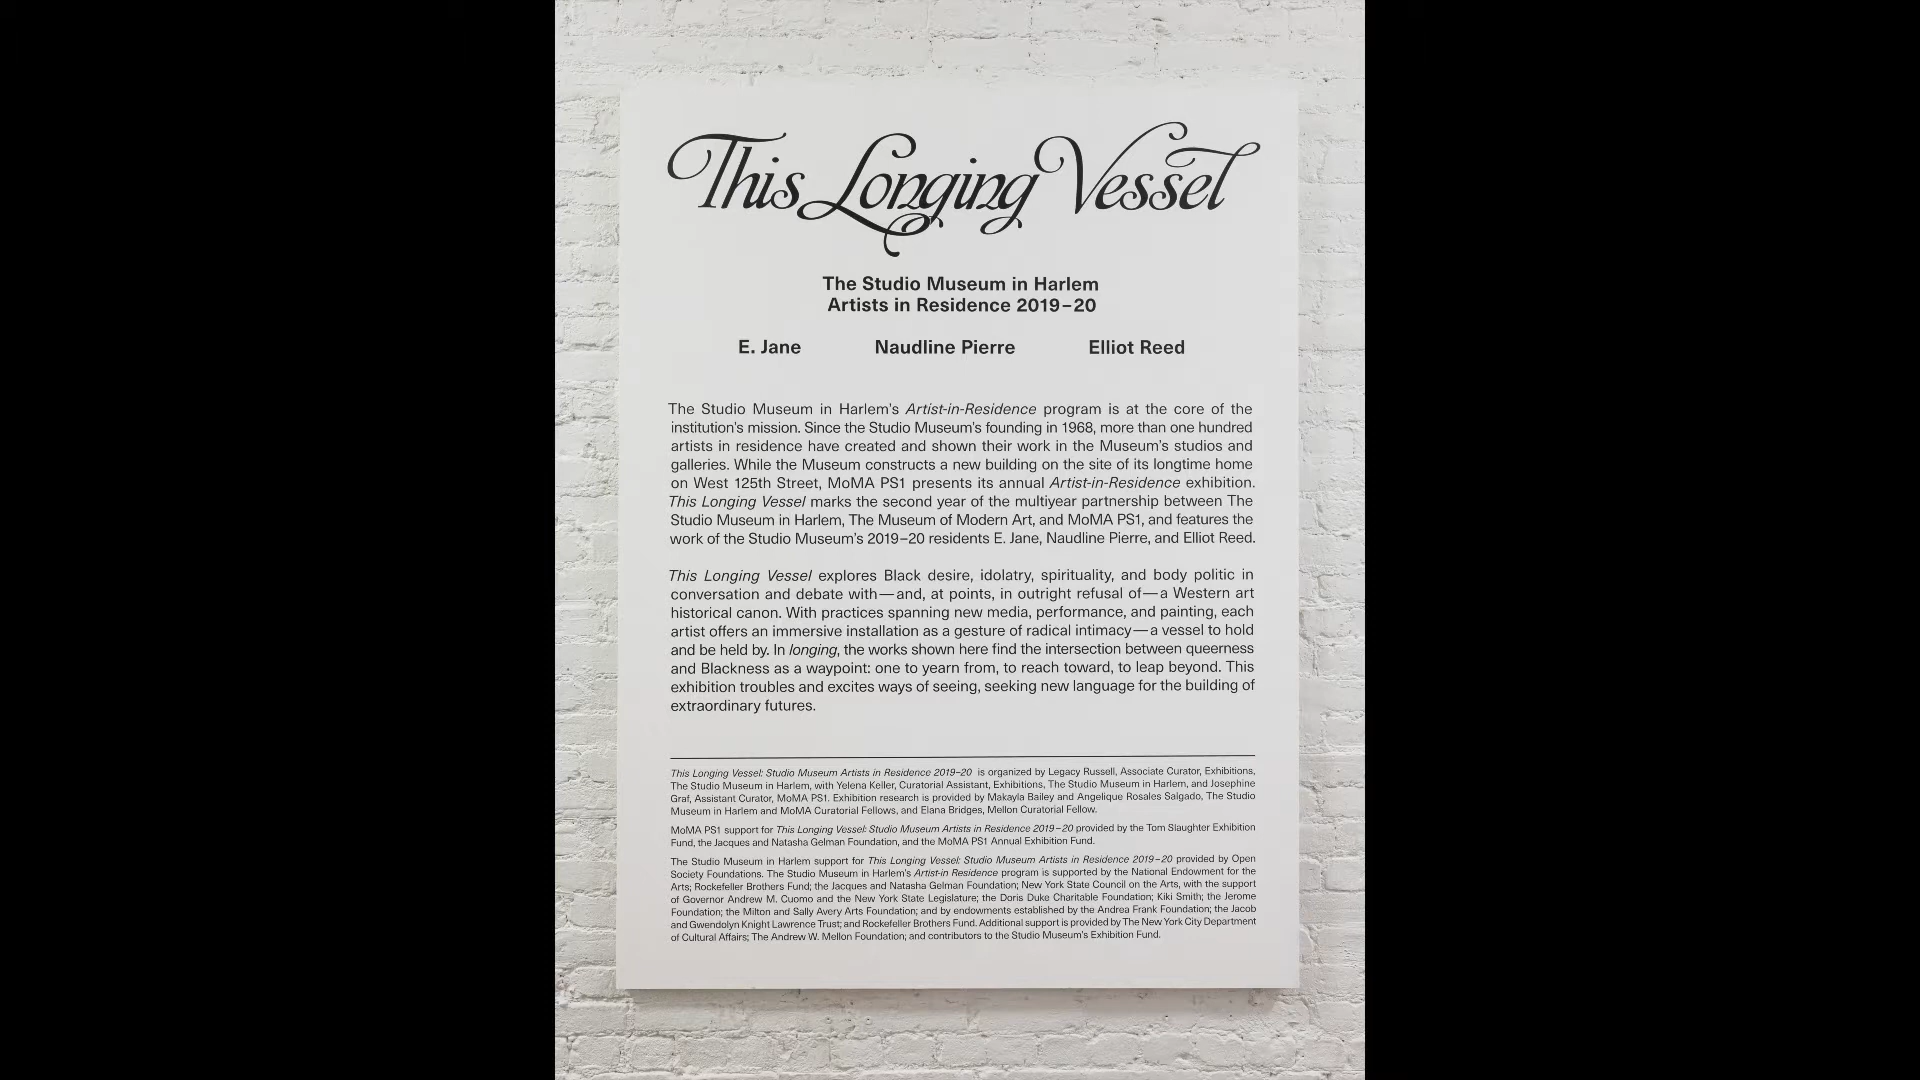 This Longing Vessel
The Studio Museum in Harlem
Artists in Residence 2019–20
E. Jane Naudline Pierre Elliot Reed
The Studio Museum in Harlem's Artist-in-Residence program is at the core of the
institution's mission. Since the Studio Museum's founding in 1968, more than one hundred
artists in residence have created and shown their work in the Museum's studios and
galleries. While the Museum constructs a new building on the site of its longtime home
on West 125th Street, MoMA PS1 presents its annual Artist-in-Residence exhibition.
This Longing Vessel marks the second year of the multiyear partnership between The
Studio Museum in Harlem, The Museum of Modern Art, and MoMA PS1, and features the
work of the Studio Museum's 2019–20 residents E. Jane, Naudline Pierre, and Elliot Reed.
This Longing Vessel explores Black desire, idolatry, spirituality, and body politic in
conversation and debate with—and, at points, in outright refusal of—a Western art
historical canon. With practices spanning new media, performance, and painting, each
artist offers an immersive installation as a gesture of radical intimacy—a vessel to hold
and be held by. In longing, the works shown here find the intersection between queerness
and Blackness as a waypoint: one to yearn from, to reach toward, to leap beyond. This
exhibition troubles and excites ways of seeing, seeking new language for the building of
extraordinary futures.
This Longing Vessel: Studio Museum Artists in Residence 2019–20 is organized by Legacy Russell, Associate Curator, Exhibitions,
The Studio Museum in Harlem, with Yelena Keller, Curatorial Assistant, Exhibitions, The Studio Museum in Harlem, and Josephine
Graf, Assistant Curator, MoMA PS1. Exhibition research is provided by Makayla Bailey and Angelique Rosales Salgado, The Studio
Museum in Harlem and MoMA Curatorial Fellows, and Elana Bridges, Mellon Curatorial Fellow.
MoMA PS1 support for This Longing Vessel: Studio Museum Artists in Residence 2019–20 provided by the Tom Slaughter Exhibition
Fund, the Jacques and Natasha Gelman Foundation, and the MoMA PS1 Annual Exhibition Fund.
The Studio Museum in Harlem support for This Longing Vessel: Studio Museum Artists in Residence 2019–20 provided by Open
Society Foundations. The Studio Museum in Harlem's Artist-in Residence program is supported by the National Endowment for the
Arts; Rockefeller Brothers Fund; the Jacques and Natasha Gelman Foundation; New York State Council on the Arts, with the support
of Governor Andrew M. Cuomo and the New York State Legislature; the Doris Duke Charitable Foundation; Kiki Smith; the Jerome
Foundation; the Milton and Sally Avery Arts Foundation; and by endowments established by the Andrea Frank Foundation; the Jacob
and Gwendolyn Knight Lawrence Trust; and Rockefeller Brothers Fund. Additional support is provided by The New York City Department
of Cultural Affairs; The Andrew W. Mellon Foundation; and contributors to the Studio Museum's Exhibition Fund.